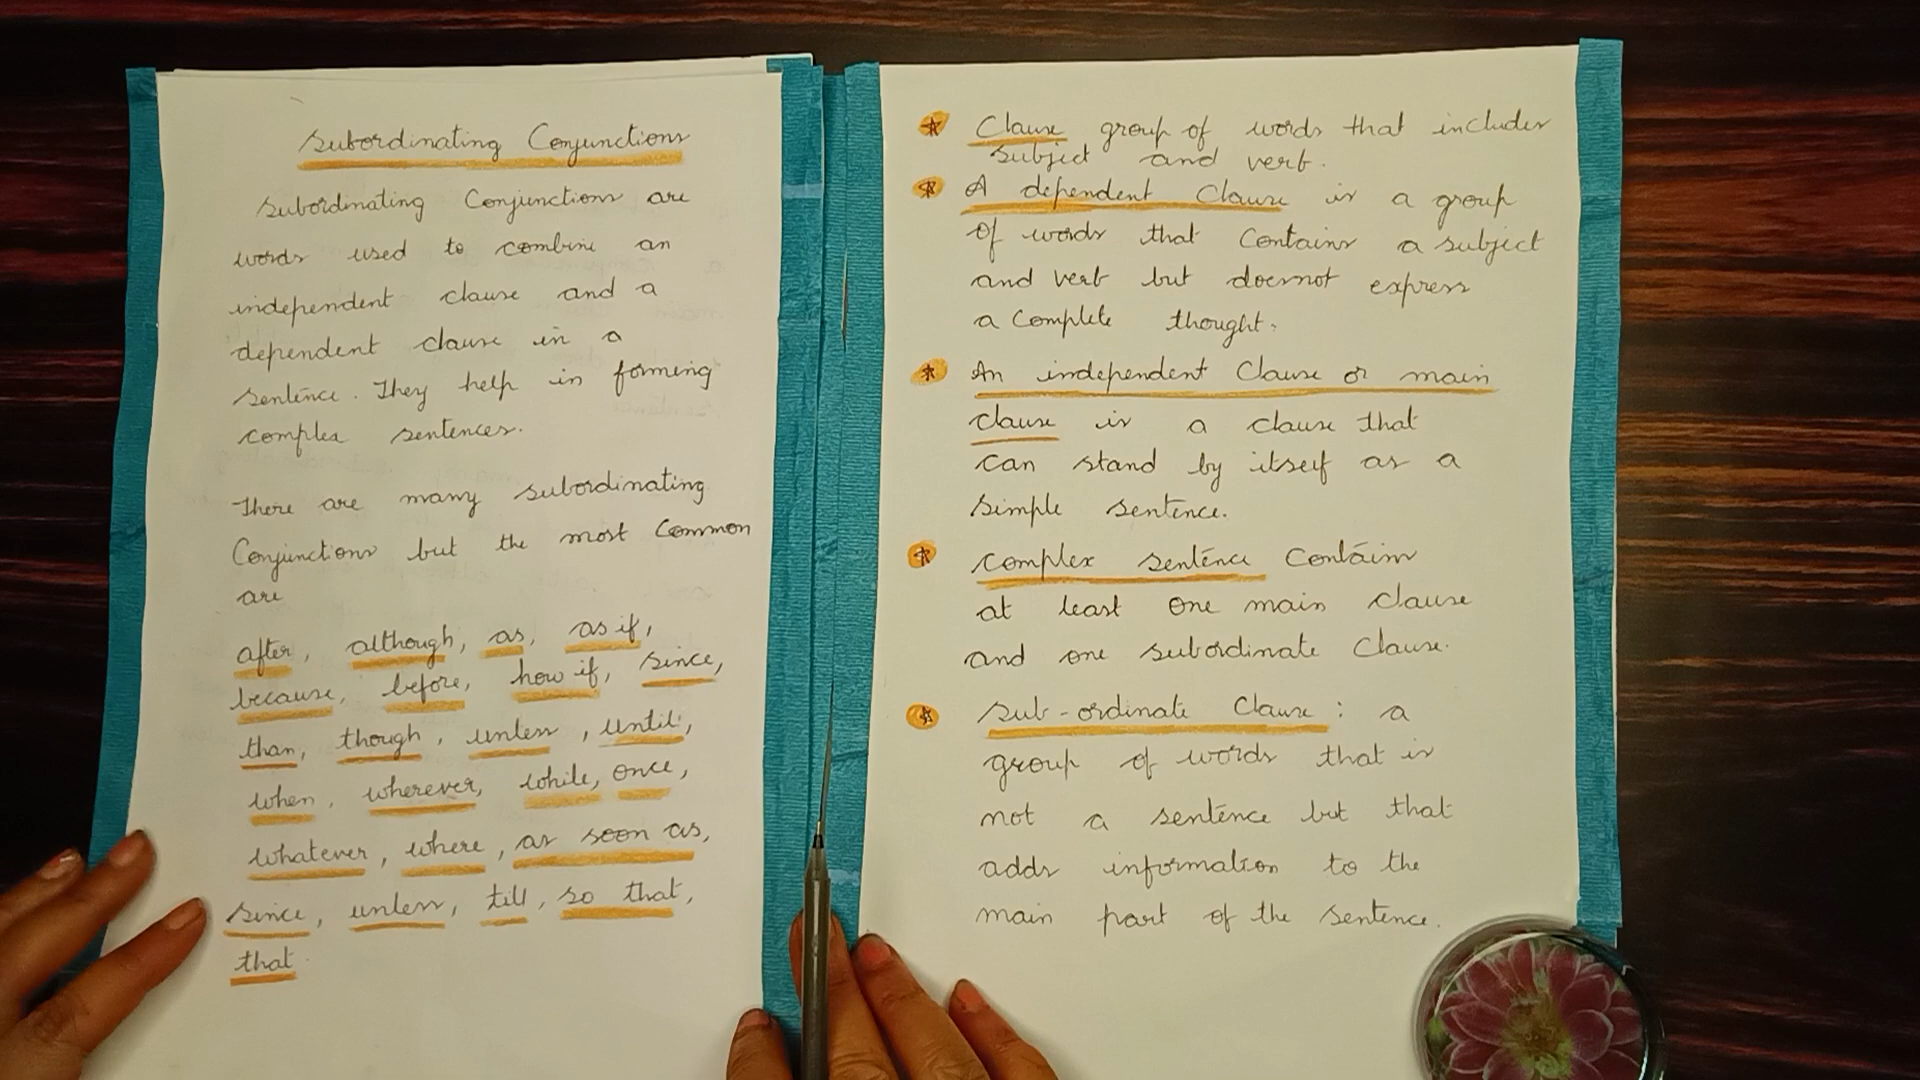 Subordinating Conjunctions
Subordinating Conjunctions are
words used to combine an
independent clause and a
dependent clause in a
sentence. They help in forming
complex sentences.
There are many subordinating
Conjunctions but the most Common
are
after, although, as, as if,
because, before, how if, since,
than, though, unless, until,
when, wherever, while, once,
whatever, where, as soon as,
since, unless, till, so that,
that.
Clause group of words that includes
subject and verb.
A dependent Clause is a group
of words that Contains a subject
and verb but doesnot express
a Complete thought.
An independent Clause or main
clause is a clause that
can stand by itself as a
simple sentence.
Complex sentence Contain
at least one main clause
and one subordinate Clause.
Sub-ordinate Clause: a
group of words that is
not a sentence but that
adds information to the
main part of the sentence.